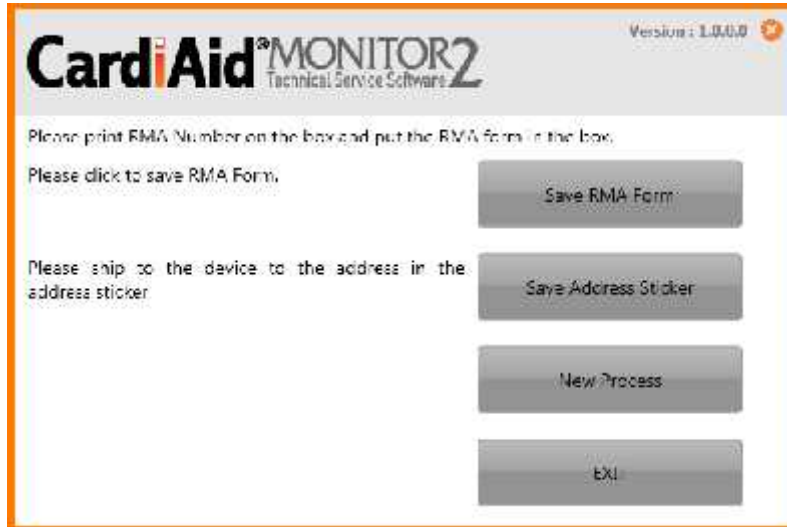 CardiAid® MONITOR2
Technical Service Software
Version : 1.0.0.0
Please print RMA Number on the box and put the RMA form in the box.
Please click to save RMA Form.
Save RMA Form
Please ship to the device to the address in the
address sticker
Save Address Sticker
New Process
EXIT